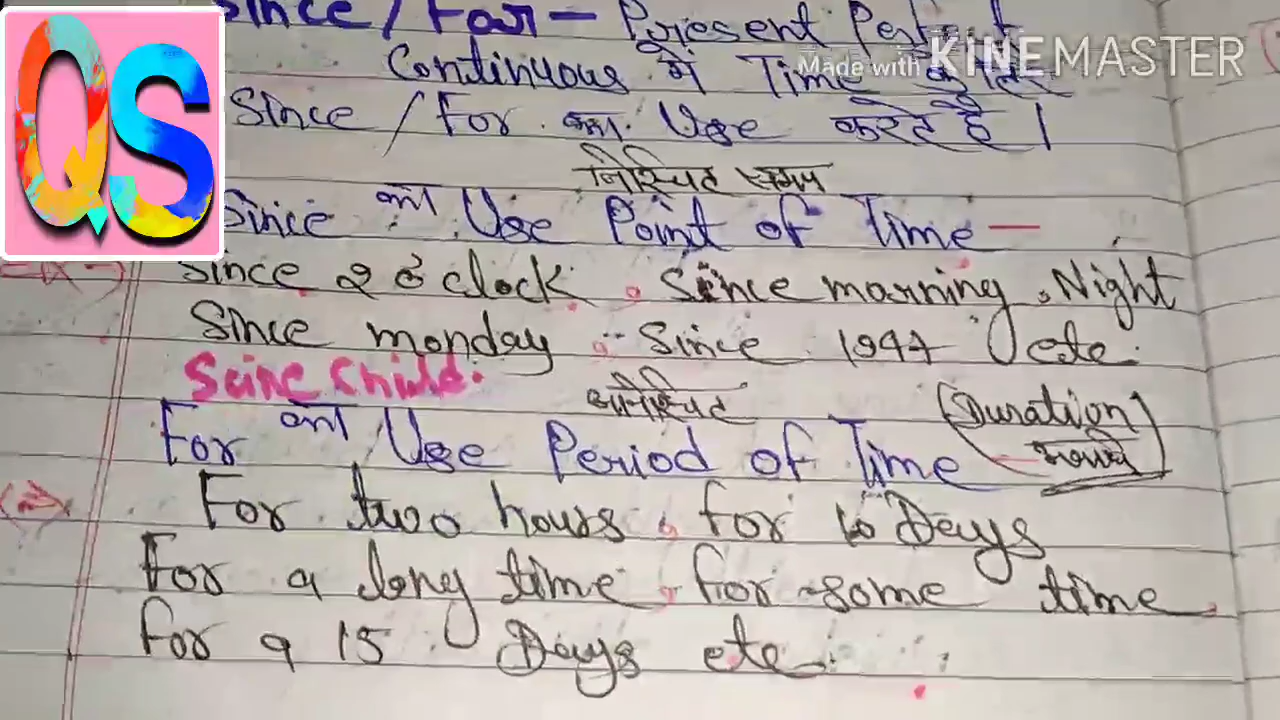 QS
Since/For - Present Perfect
Made with KINEMASTER
Continuous में Time के लिए
Since/For का Use करते है।
निश्चित समय
Since का Use Point of Time -
Since 2 o'clock, Since morning, Night
Since monday, Since 1947 etc.
Scinc Child.
अनिश्चित
(Duration
For का Use Period of Time -
For two hours, for 10 Days
For a long time, for some time,
For a 15 Days etc.